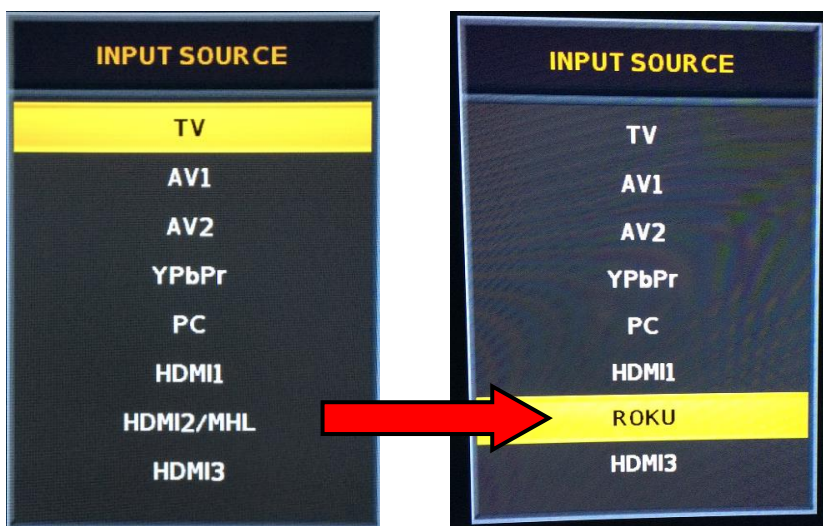 INPUT SOURCE
TV
AV1
AV2
YPbPr
PC
HDMI1
HDMI2/MHL
HDMI3
INPUT SOURCE
TV
AV1
AV2
YPbPr
PC
HDMI1
ROKU
HDMI3